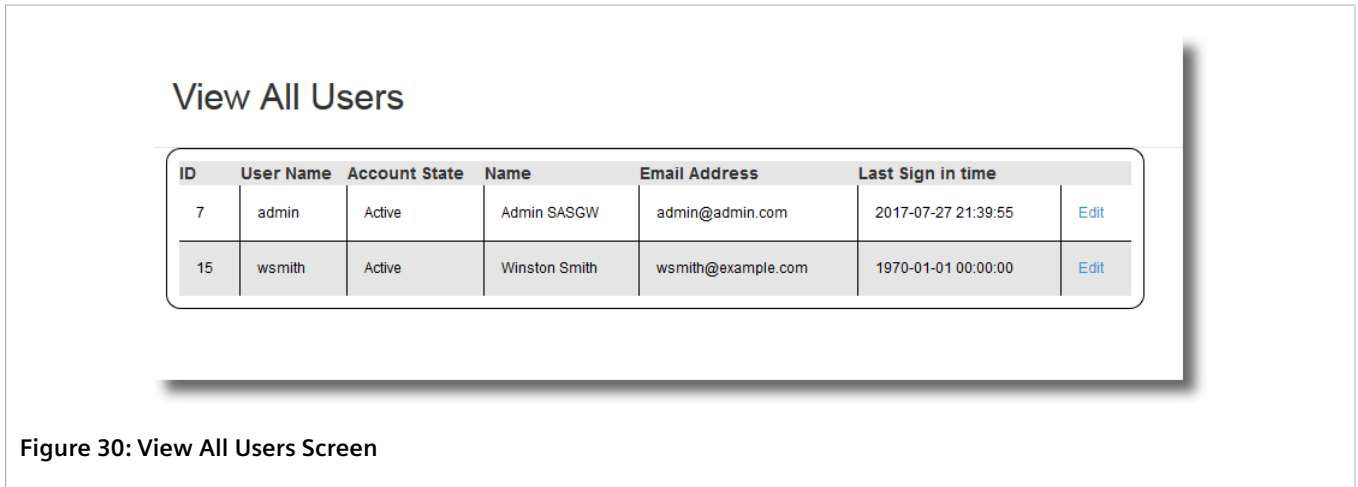 View All Users
ID User Name Account State Name Email Address Last Sign in time
7 admin Active Admin SASGW admin@admin.com 2017-07-27 21:39:55 Edit
15 wsmith Active Winston Smith wsmith@example.com 1970-01-01 00:00:00 Edit
Figure 30: View All Users Screen